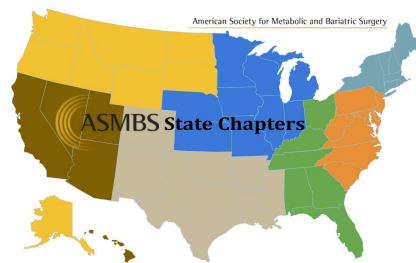 American Society for Metabolic and Bariatric Surgery
ASMBS State Chapters